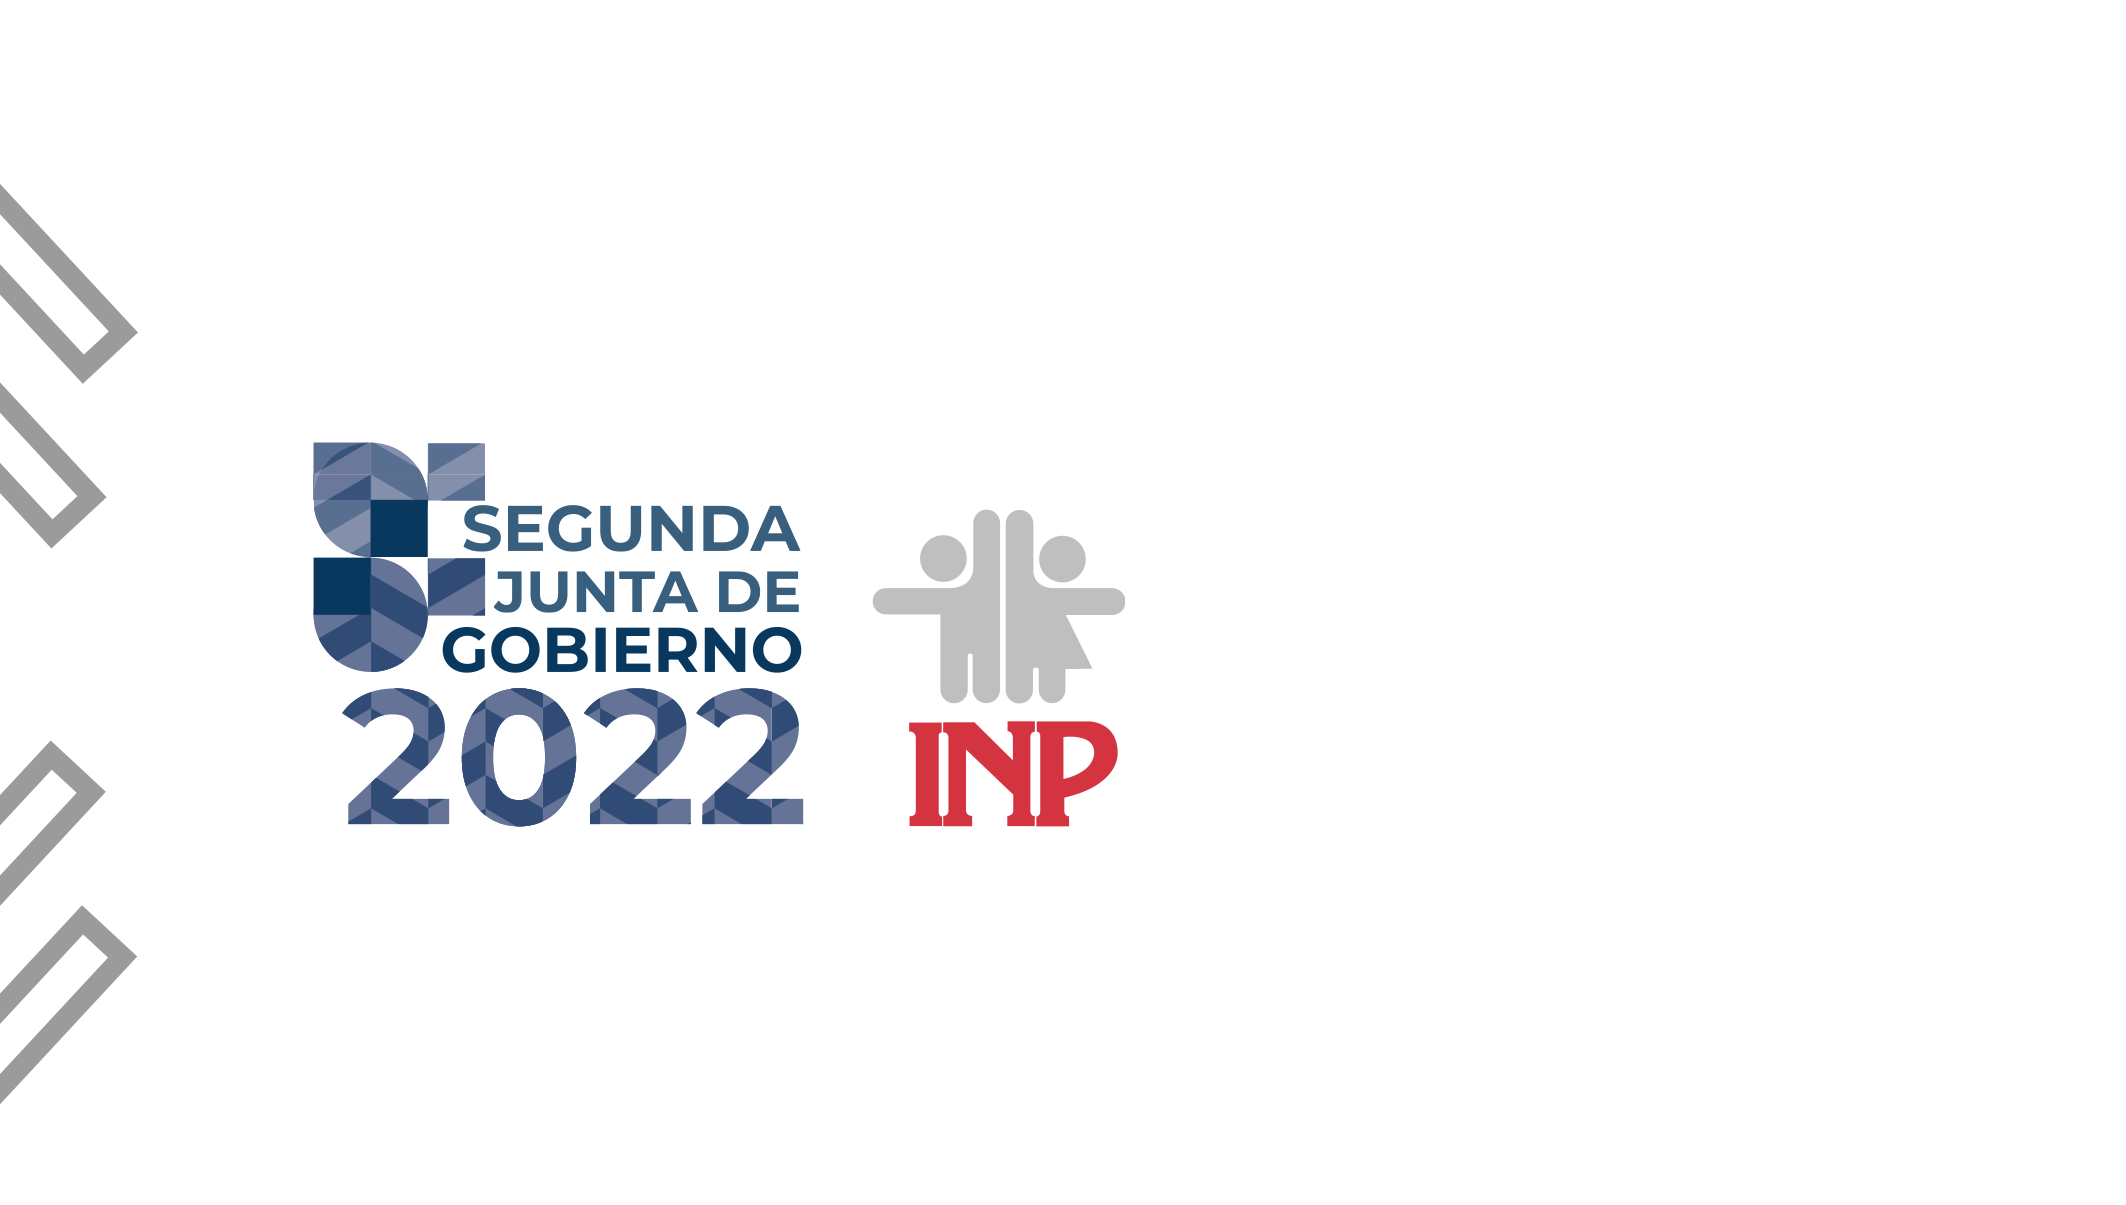 SEGUNDA
JUNTA DE
GOBIERNO
2022
INP